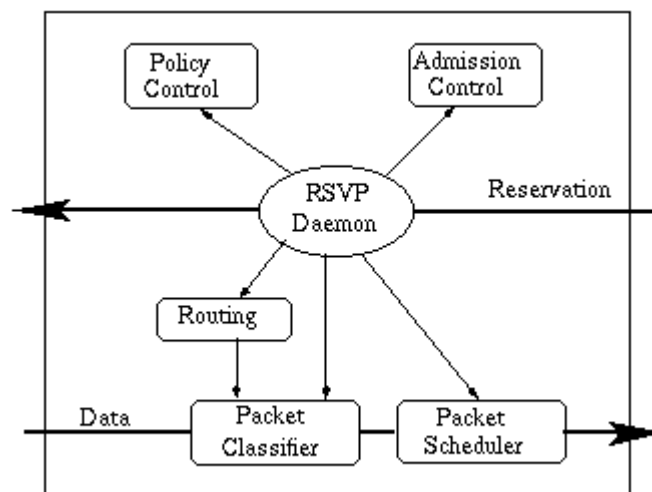 Policy
Control
Admission
Control
RSVP
Daemon
Reservation
Routing
Data
Packet
Classifier
Packet
Scheduler